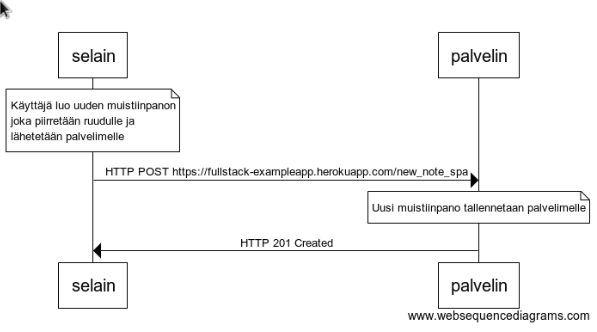 selain
palvelin
Käyttäjä luo uuden muistiinpanon
joka piirretään ruudulle ja
lähetetään palvelimelle
HTTP POST https://fullstack-exampleapp.herokuapp.com/new_note_spa
Uusi muistiinpano tallennetaan palvelimelle
HTTP 201 Created
selain
palvelin
www.websequencediagrams.com